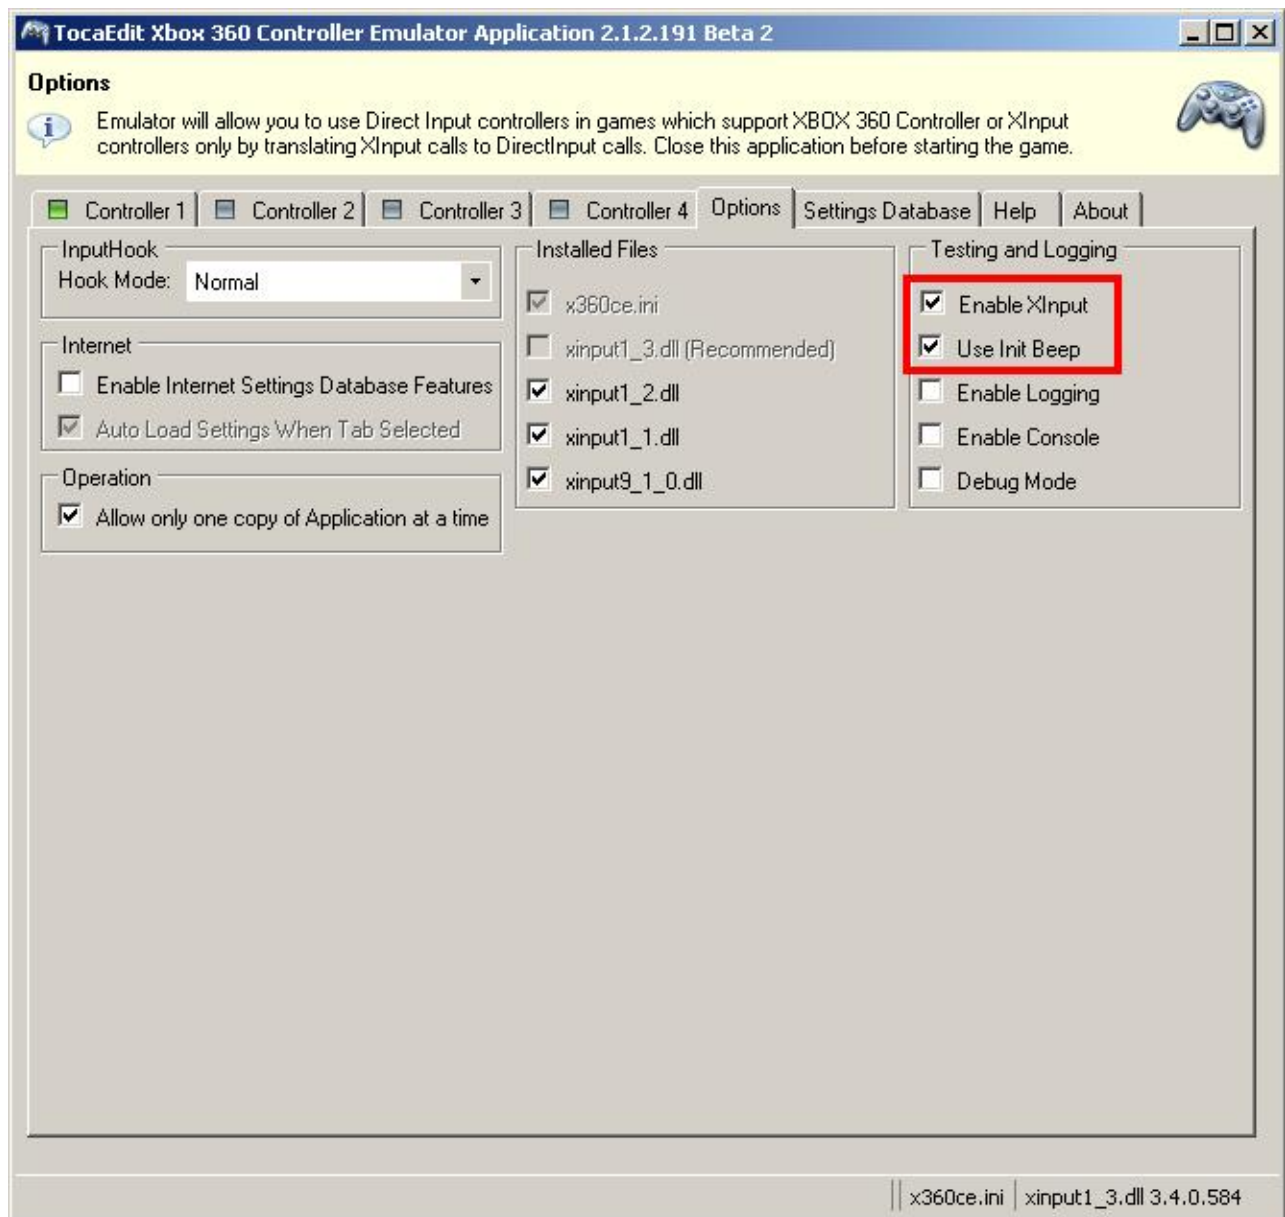 TocaEdit Xbox 360 Controller Emulator Application 2.1.2.191 Beta 2
Options
Emulator will allow you to use Direct Input controllers in games which support XBOX 360 Controller or XInput
controllers only by translating XInput calls to DirectInput calls. Close this application before starting the game.
Controller 1 Controller 2 Controller 3 Controller 4 Options Settings Database Help About
InputHook
Hook Mode: Normal
Internet
Enable Internet Settings Database Features
Auto Load Settings When Tab Selected
Operation
Allow only one copy of Application at a time
Installed Files
x360ce.ini
xinput1_3.dll (Recommended)
xinput1_2.dll
xinput1_1.dll
xinput9_1_0.dll
Testing and Logging
Enable XInput
Use Init Beep
Enable Logging
Enable Console
Debug Mode
x360ce.ini xinput1_3.dll 3.4.0.584